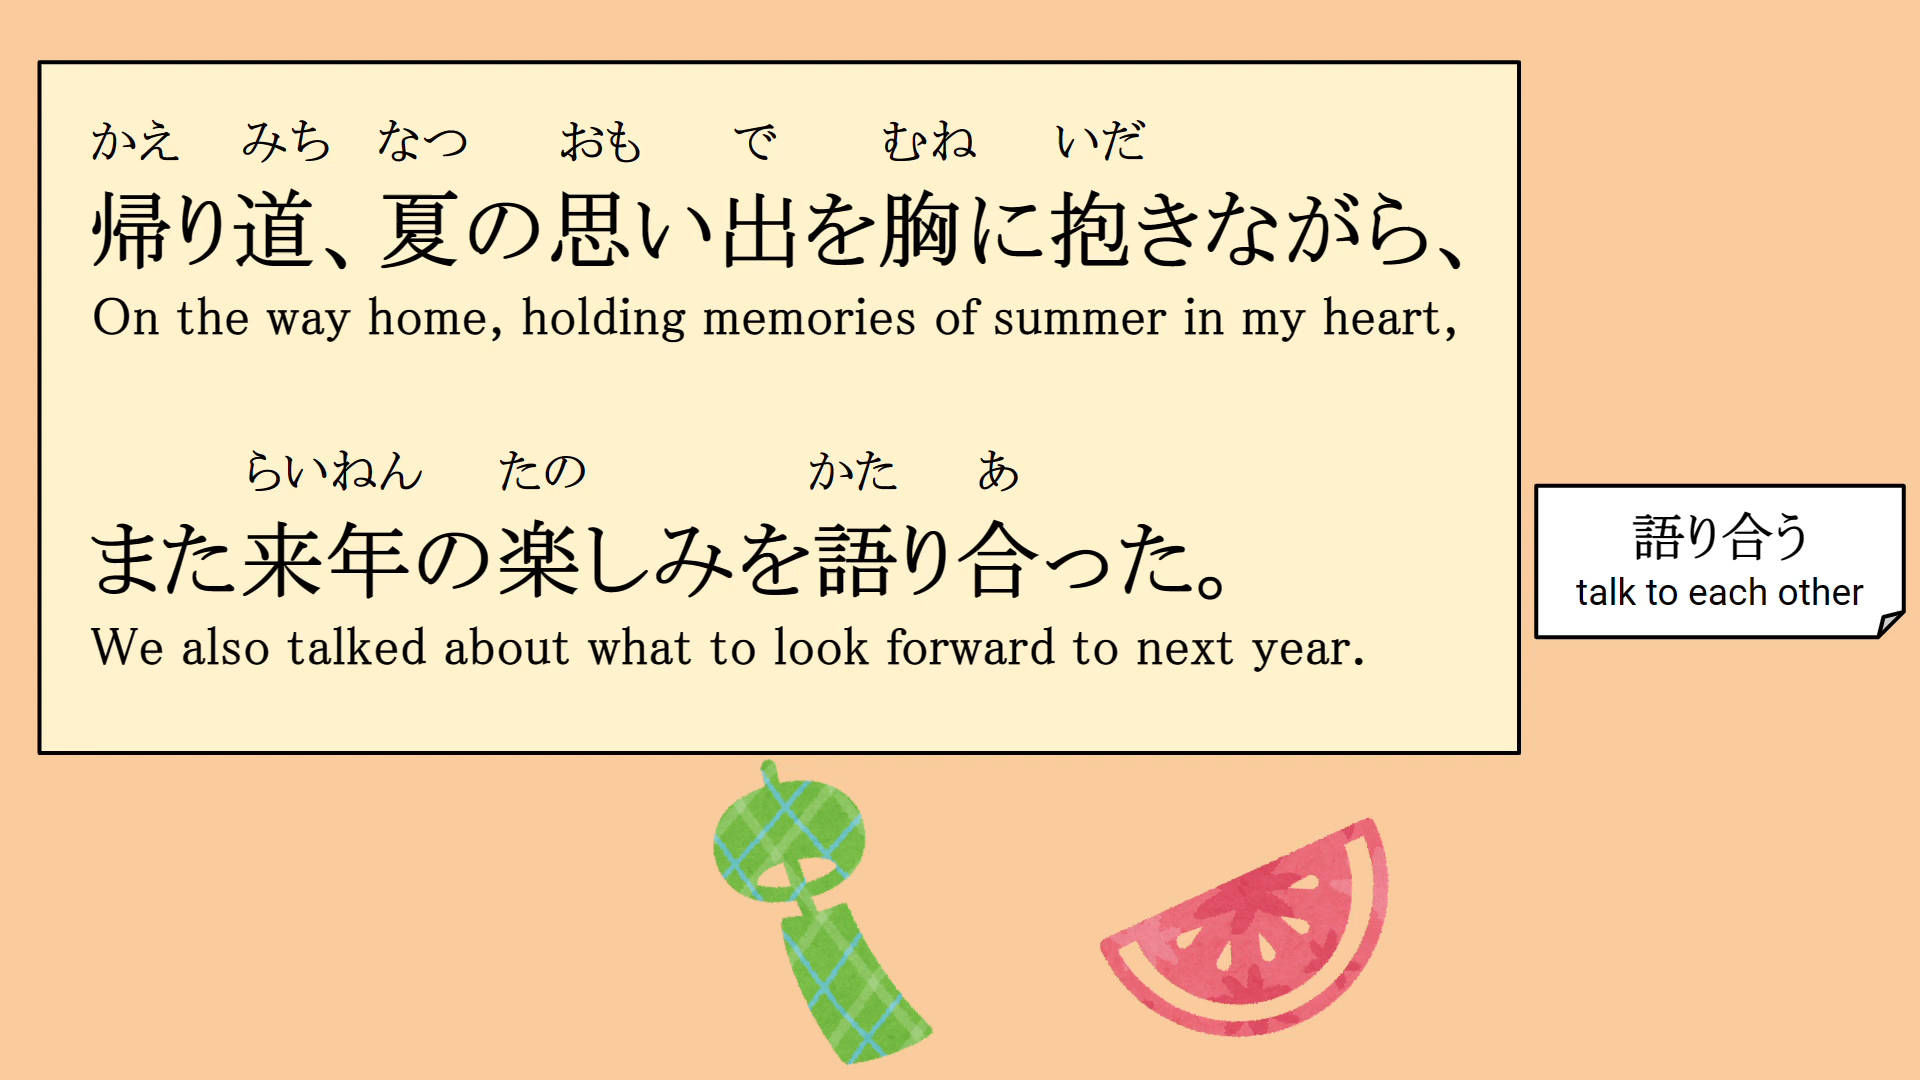 かえ みち なつ おも で むね いだ
帰り道、夏の思い出を胸に抱きながら、
On the way home, holding memories of summer in my heart,
らいねん たの かた あ
また来年の楽しみを語り合った。
We also talked about what to look forward to next year.
語り合う
talk to each other